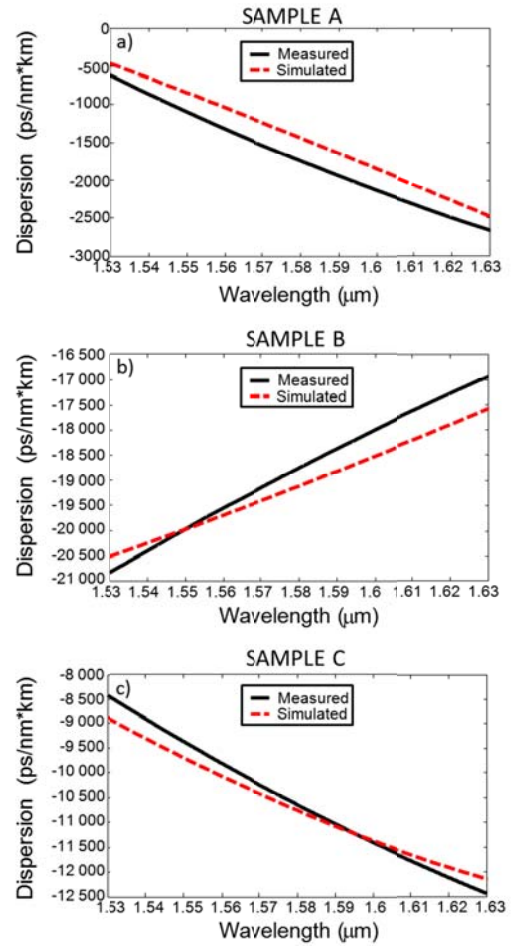 SAMPLE A
a)
Measured
Simulated
Dispersion (ps/nm*km)
0
-500
-1000
-1500
-2000
-2500
-3000
1.53 1.54 1.55 1.56 1.57 1.58 1.59 1.6 1.61 1.62 1.63
Wavelength (μm)
SAMPLE B
b)
Measured
Simulated
Dispersion (ps/nm*km)
-16 500
-17 000
-17 500
-18 000
-18 500
-19 000
-19 500
-20 000
-20 500
-21 000
1.53 1.54 1.55 1.56 1.57 1.58 1.59 1.6 1.61 1.62 1.63
Wavelength (μm)
SAMPLE C
c)
Measured
Simulated
Dispersion (ps/nm*km)
-8 000
-8 500
-9 000
-9 500
-10 000
-10 500
-11 000
-11 500
-12 000
-12 500
1.53 1.54 1.55 1.56 1.57 1.58 1.59 1.6 1.61 1.62 1.63
Wavelength (μm)